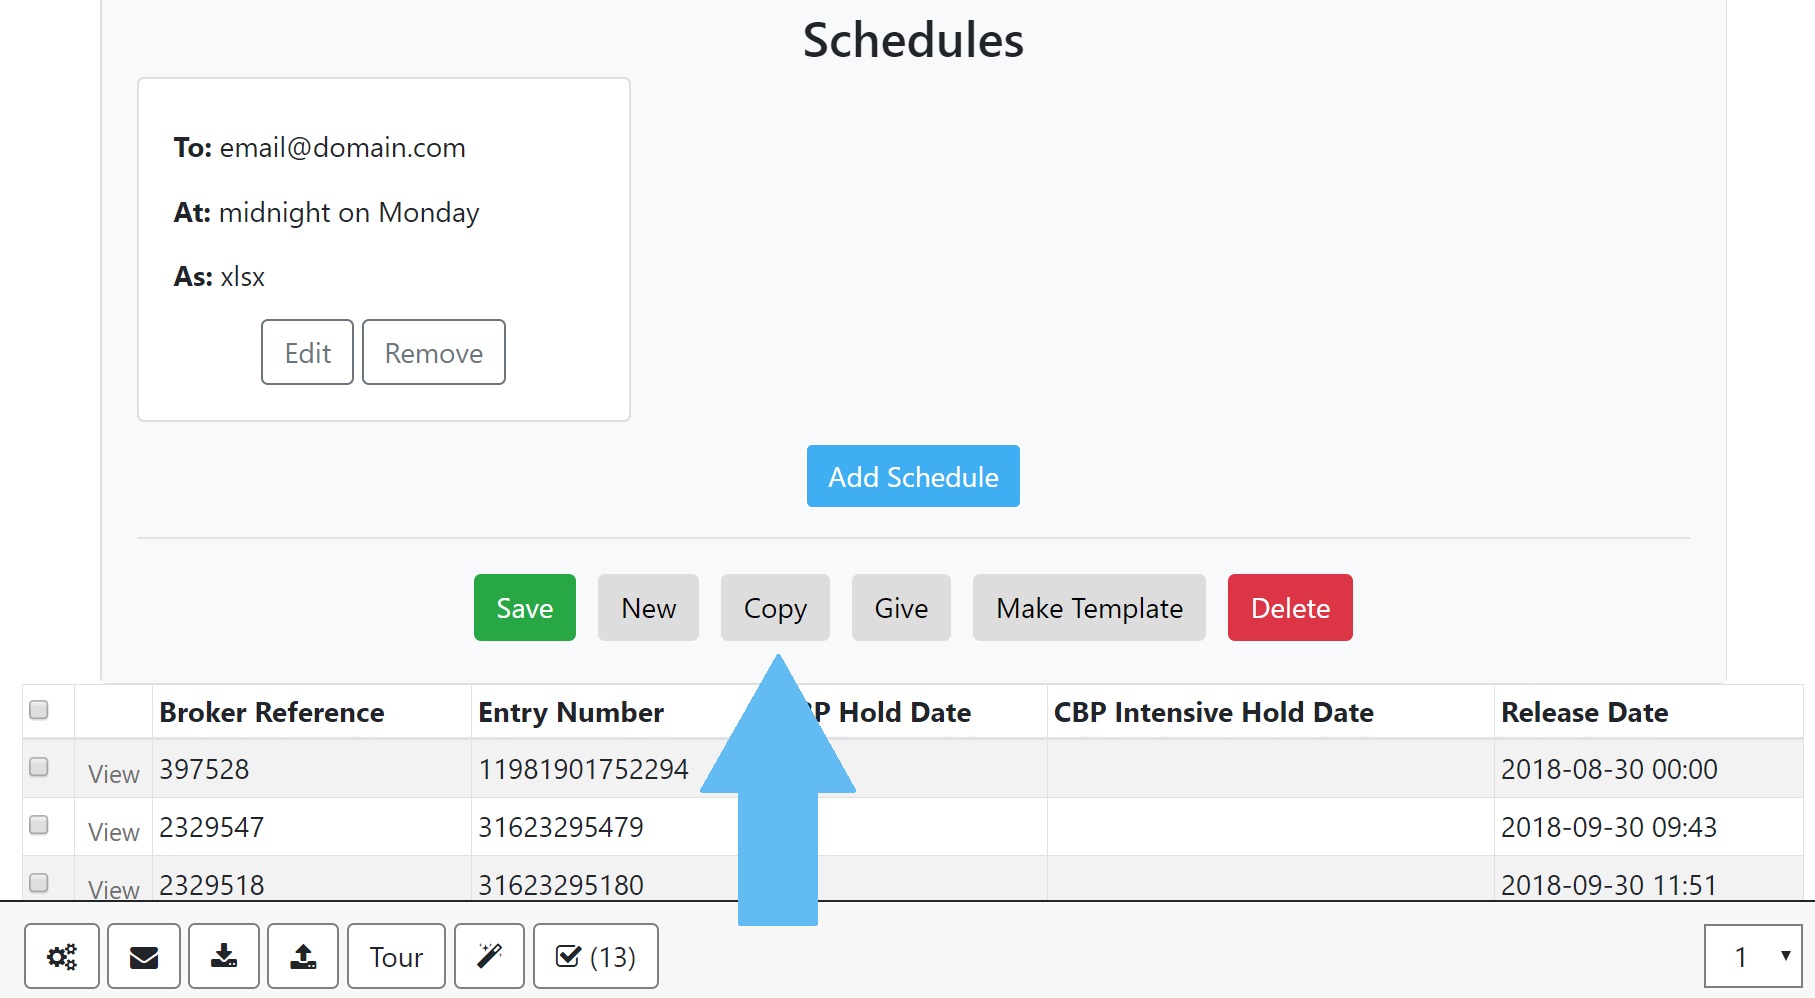 Schedules
To: email@domain.com
At: midnight on Monday
As: xlsx
Edit Remove
Add Schedule
Save New Copy Give Make Template Delete
Broker Reference Entry Number P Hold Date CBP Intensive Hold Date Release Date
View 397528 11981901752294 2018-08-30 00:00
View 2329547 31623295479 2018-09-30 09:43
View 2329518 31623295180 2018-09-30 11:51
Tour (13) 1